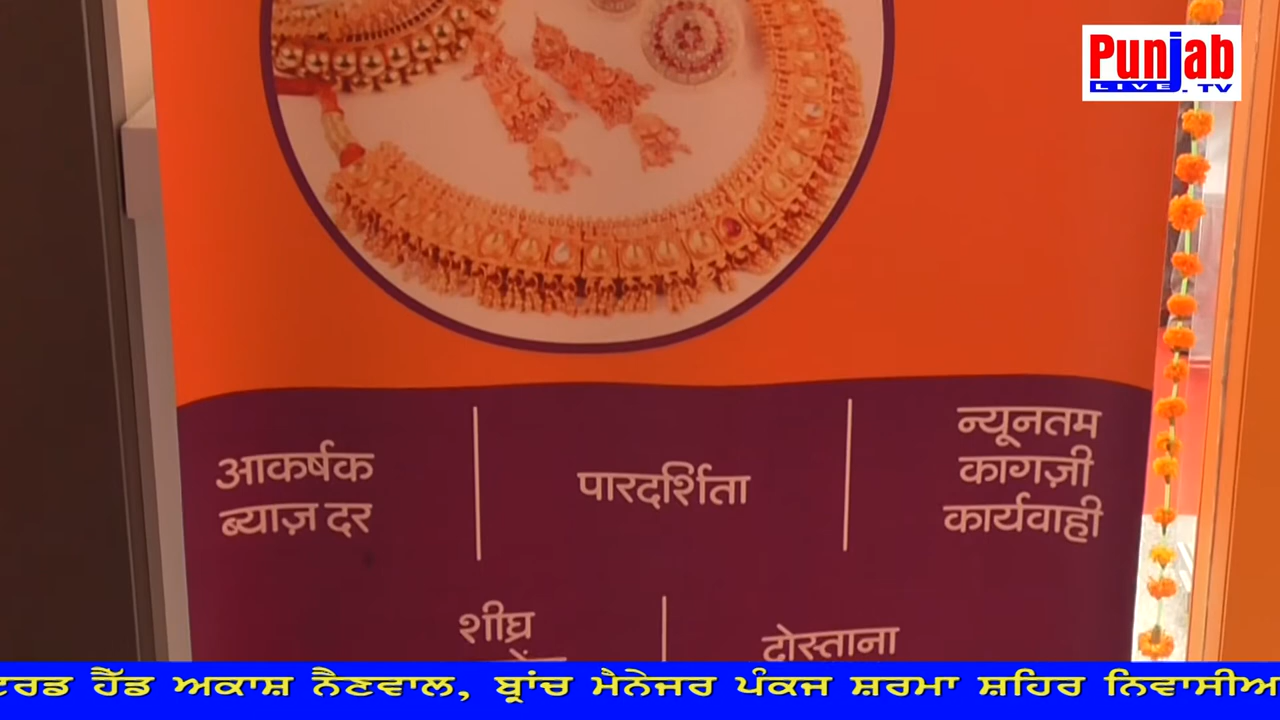 Punjab
LIVE.TV
आकर्षक
ब्याज़ दर
पारदर्शिता
न्यूनतम
कागज़ी
कार्यवाही
शीघ्र
दोस्ताना
ਹੈੱਡ ਅਕਾਸ਼ ਨੈਣਵਾਲ, ਬ੍ਰਾਂਚ ਮੈਨੇਜਰ ਪੰਕਜ ਸ਼ਰਮਾ ਸ਼ਹਿਰ